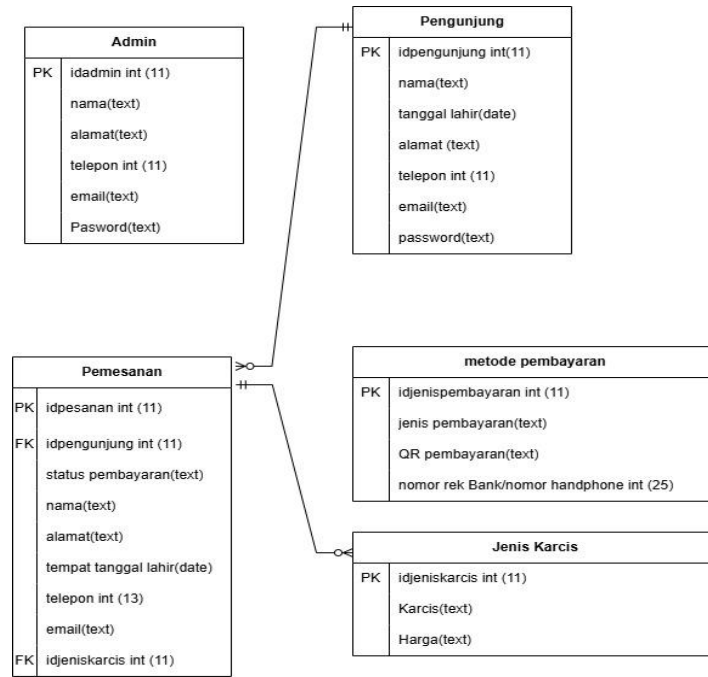 Admin
PK idadmin int (11)
nama(text)
alamat(text)
telepon int (11)
email(text)
Pasword(text)
Pengunjung
PK idpengunjung int(11)
nama(text)
tanggal lahir(date)
alamat (text)
telepon int (11)
email(text)
password(text)
Pemesanan
PK idpesanan int (11)
FK idpengunjung int (11)
status pembayaran(text)
nama(text)
alamat(text)
tempat tanggal lahir(date)
telepon int (13)
email(text)
FK idjeniskarcis int (11)
metode pembayaran
PK idjenispembayaran int (11)
jenis pembayaran(text)
QR pembayaran(text)
nomor rek Bank/nomor handphone int (25)
Jenis Karcis
PK idjeniskarcis int (11)
Karcis(text)
Harga(text)